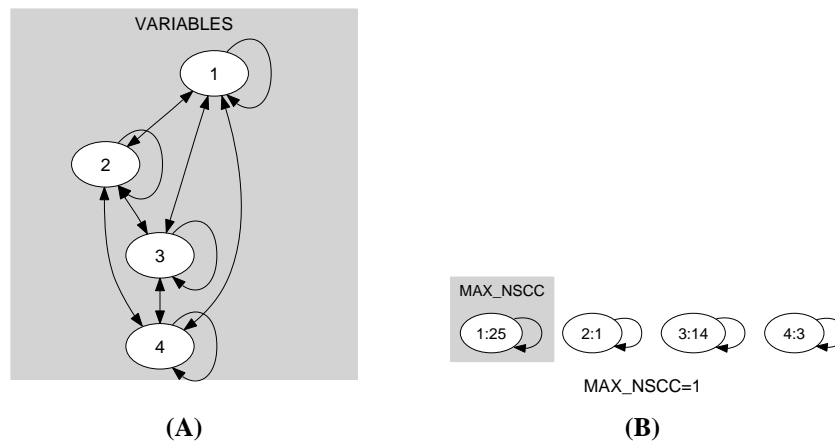 VARIABLES
1
2
3
4
MAX_NSCC
1:25
2:1
3:14
4:3
MAX_NSCC=1
(A)
(B)